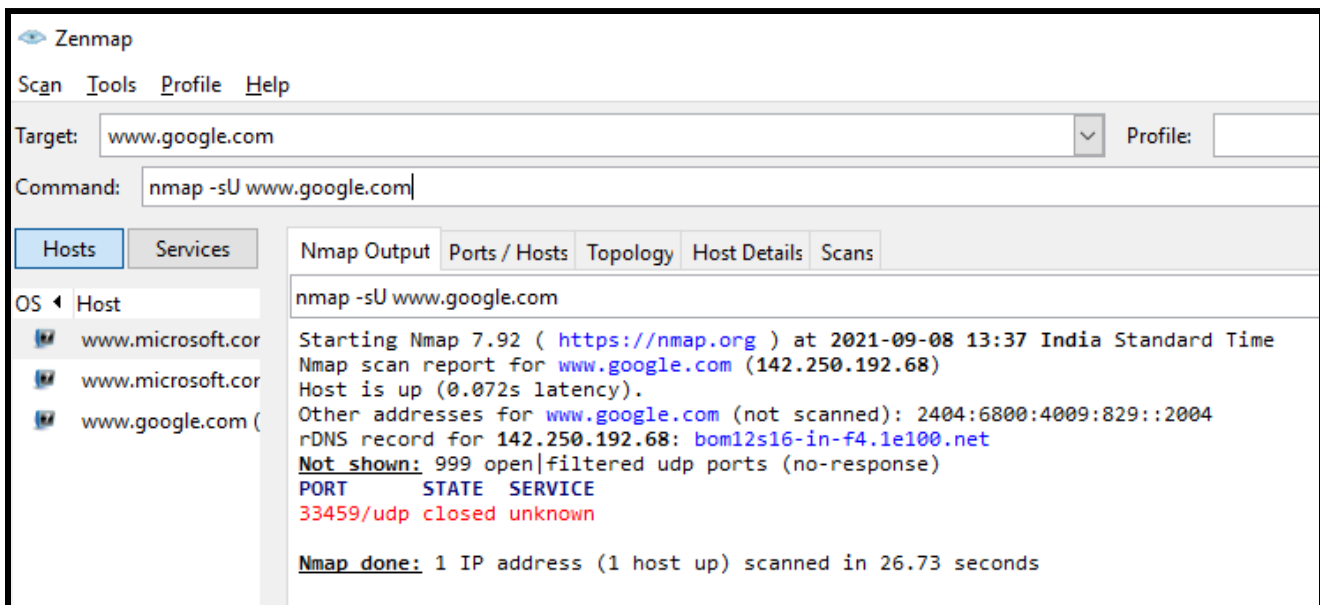 Zenmap
Scan Tools Profile Help
Target: www.google.com Profile:
Command: nmap -sU www.google.com
Hosts Services Nmap Output Ports / Hosts Topology Host Details Scans
OS Host
nmap -sU www.google.com
www.microsoft.cor
www.microsoft.cor
www.google.com (
Starting Nmap 7.92 ( https://nmap.org ) at 2021-09-08 13:37 India Standard Time
Nmap scan report for www.google.com (142.250.192.68)
Host is up (0.072s latency).
Other addresses for www.google.com (not scanned): 2404:6800:4009:829::2004
rDNS record for 142.250.192.68: bom12s16-in-f4.1e100.net
Not shown: 999 open|filtered udp ports (no-response)
PORT STATE SERVICE
33459/udp closed unknown
Nmap done: 1 IP address (1 host up) scanned in 26.73 seconds